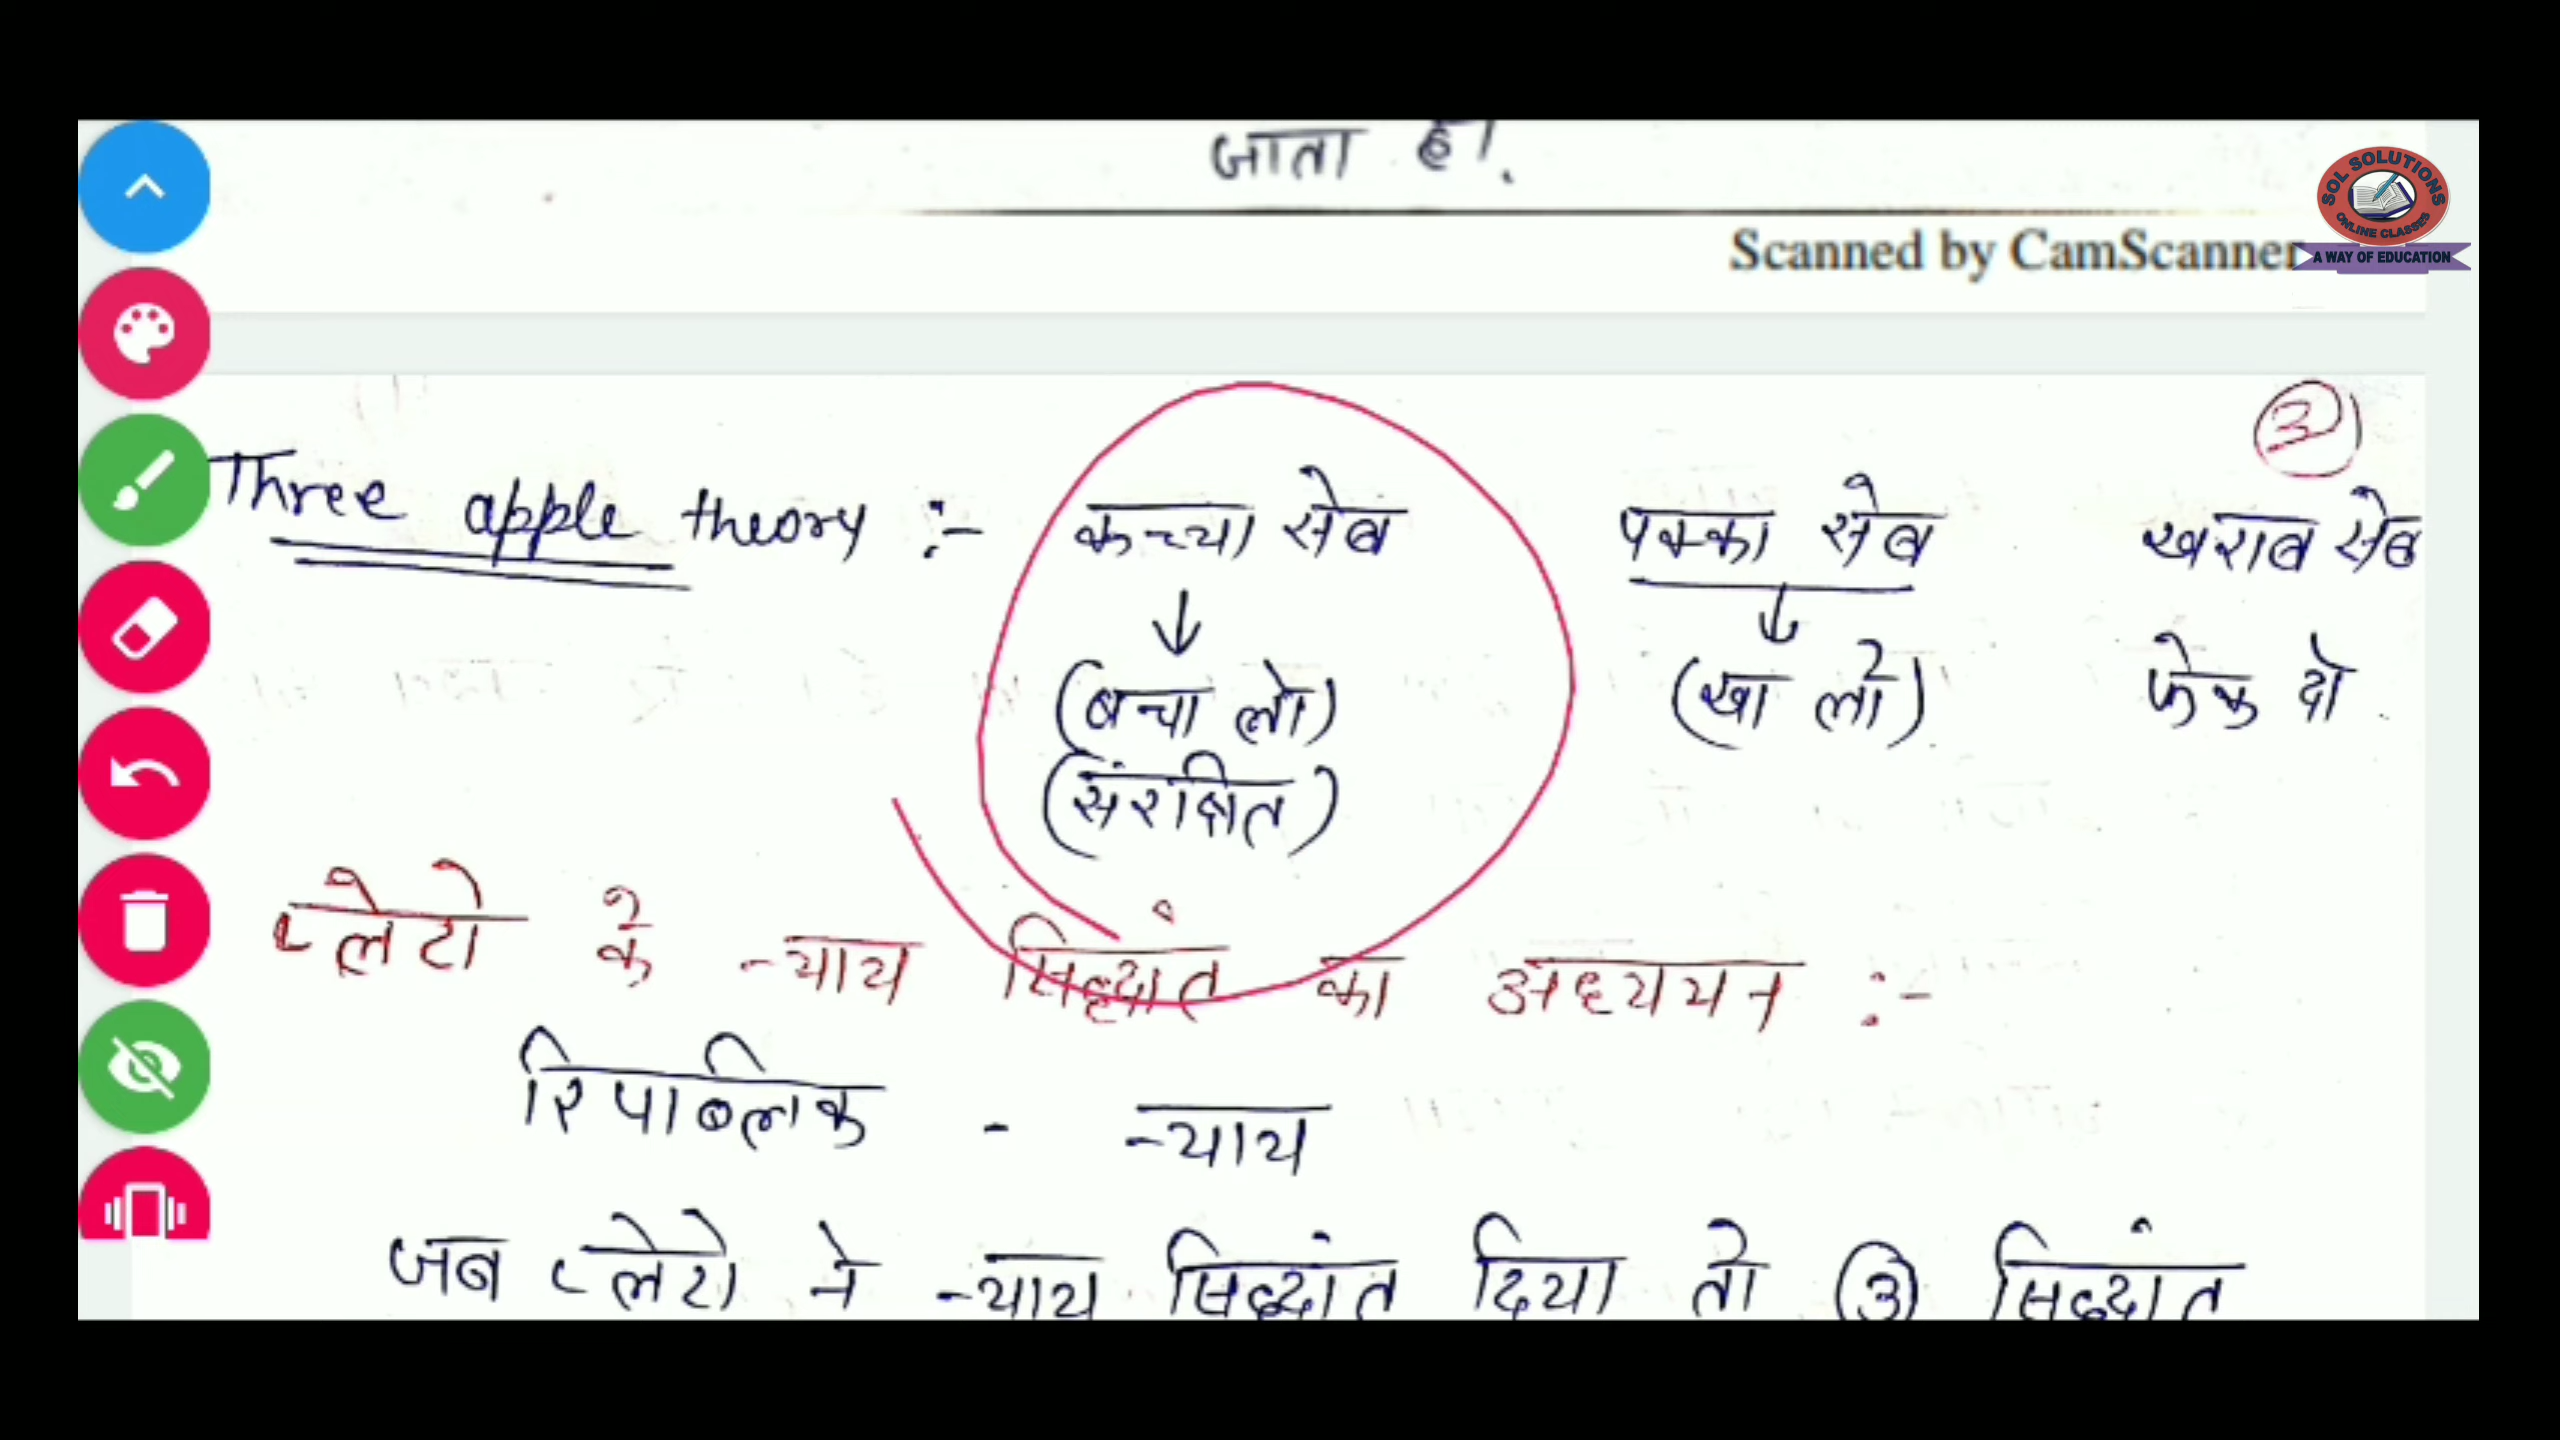 जाता है।.
SOL SOLUTIONS
ONLINE CLASSES
A WAY OF EDUCATION
Scanned by CamScanner
3
Three apple theory :- कच्चा सेब पक्का सेब खराब सेब
↓ ↓
(बचा लो) (खा लो) फेक दो.
(संरक्षित)
प्लेटो के न्याय सिद्धांत का अध्ययन :-
रिपब्लिक - न्याय
जब प्लेटो ने न्याय सिद्धांत दिया तो 3 सिद्धांत